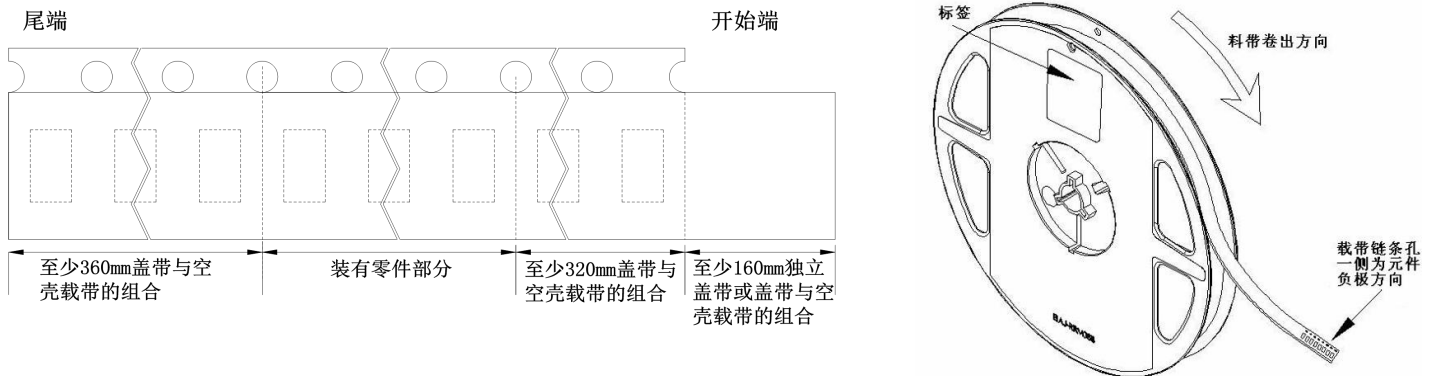 尾端
开始端
至少360mm盖带与空
壳载带的组合
装有零件部分
至少320mm盖带与
空壳载带的组合
至少160mm独立
盖带或盖带与空
壳载带的组合
标签
料带卷出方向
载带链条孔
一侧为元件
负极方向